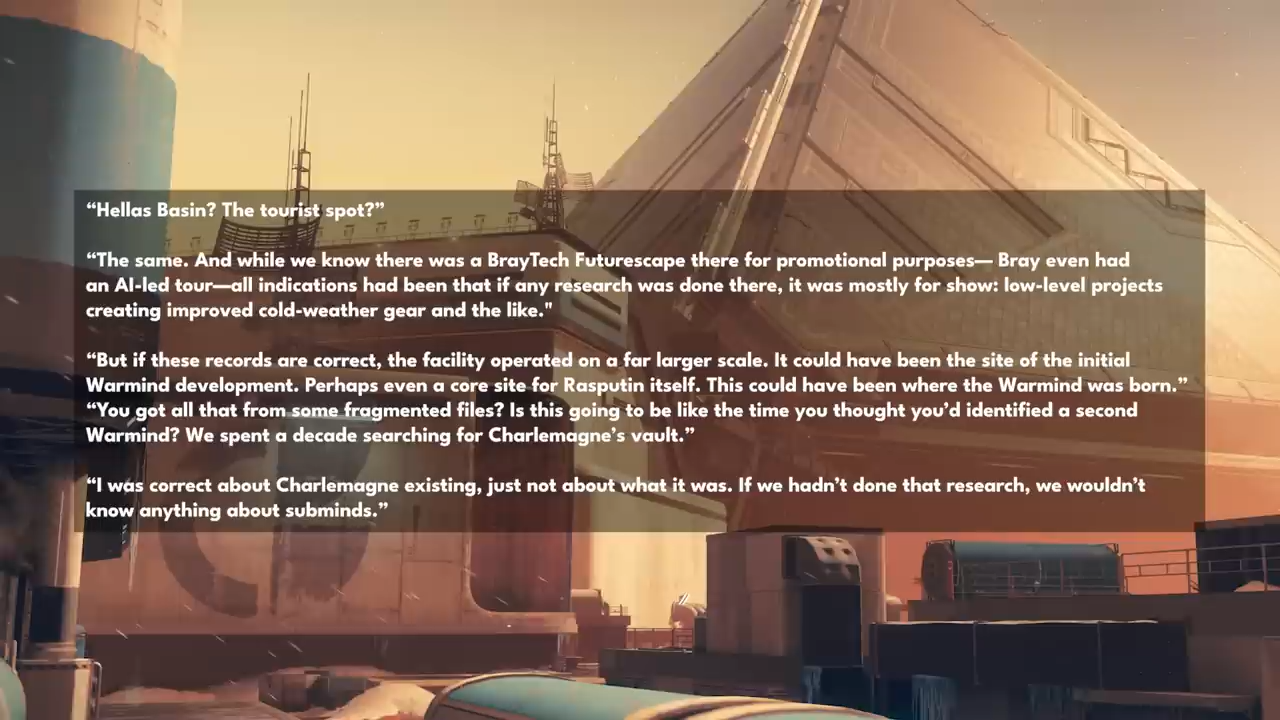 “Hellas Basin? The tourist spot?”
“The same. And while we know there was a BrayTech Futurescape there for promotional purposes— Bray even had
an AI-led tour—all indications had been that if any research was done there, it was mostly for show: low-level projects
creating improved cold-weather gear and the like."
“But if these records are correct, the facility operated on a far larger scale. It could have been the site of the initial
Warmind development. Perhaps even a core site for Rasputin itself. This could have been where the Warmind was born.”
“You got all that from some fragmented files? Is this going to be like the time you thought you’d identified a second
Warmind? We spent a decade searching for Charlemagne’s vault.”
“I was correct about Charlemagne existing, just not about what it was. If we hadn’t done that research, we wouldn’t
know anything about subminds.”